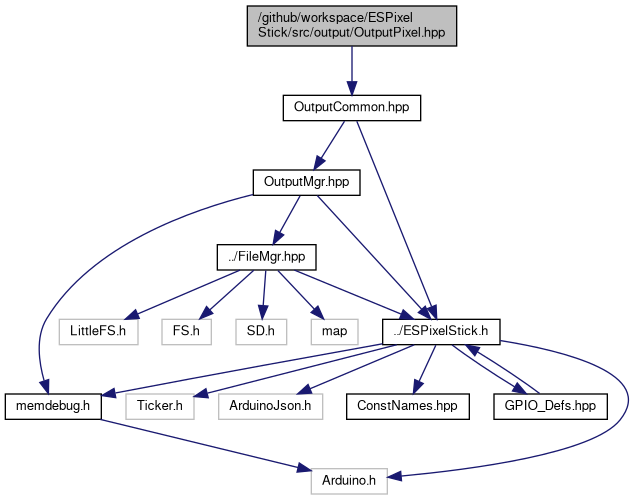 /github/workspace/ESPixel
Stick/src/output/OutputPixel.hpp
OutputCommon.hpp
OutputMgr.hpp
../FileMgr.hpp
LittleFS.h
FS.h
SD.h
map
../ESPixelStick.h
memdebug.h
Ticker.h
ArduinoJson.h
ConstNames.hpp
GPIO_Defs.hpp
Arduino.h